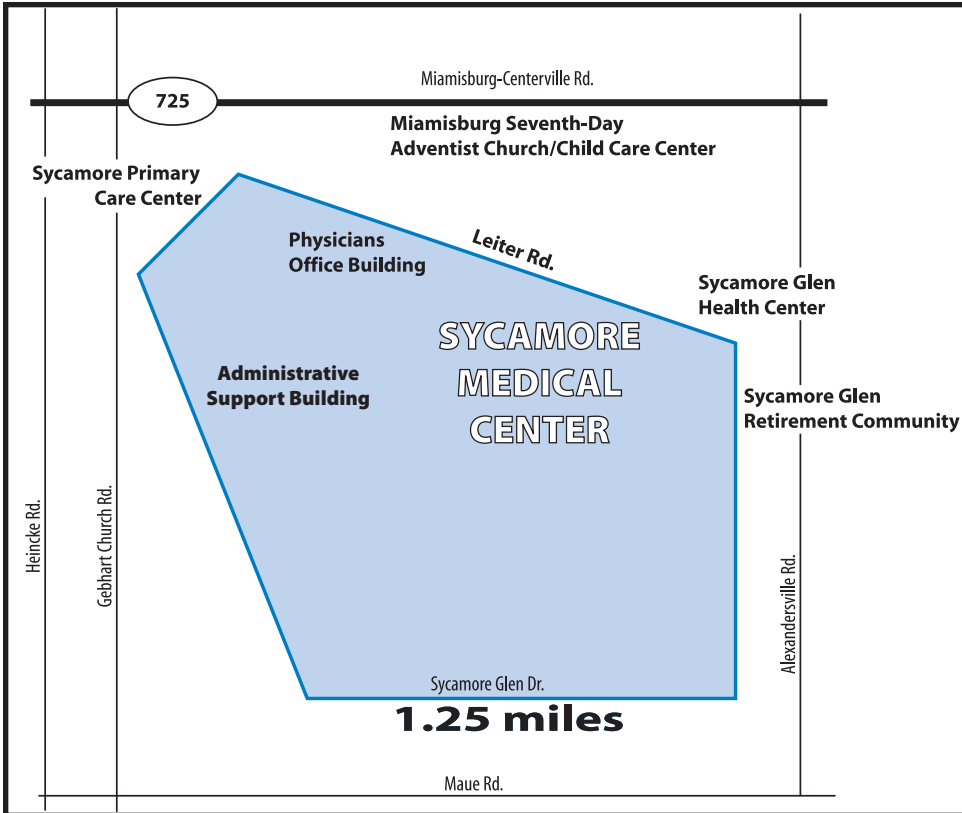 Miamisburg-Centerville Rd.
725
Miamisburg Seventh-Day
Adventist Church/Child Care Center
Sycamore Primary
Care Center
Physicians
Office Building
Leiter Rd.
Sycamore Glen
Health Center
SYCAMORE
MEDICAL
CENTER
Administrative
Support Building
Sycamore Glen
Retirement Community
Heincke Rd.
Gebhart Church Rd.
Alexandersville Rd.
Sycamore Glen Dr.
1.25 miles
Maue Rd.